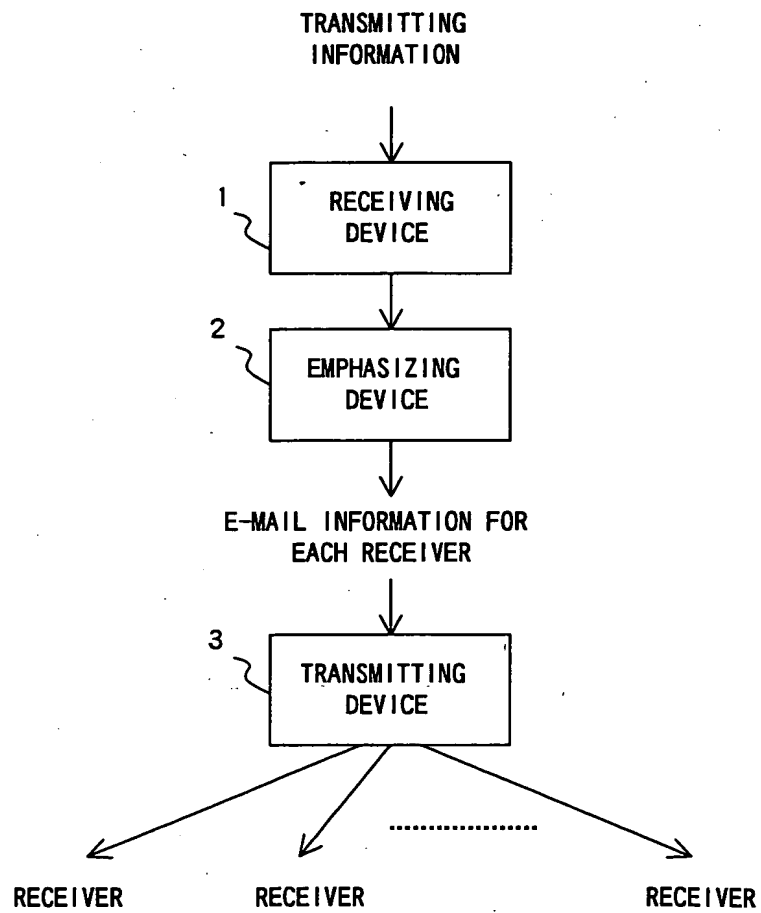 TRANSMITTING
INFORMATION
1
RECEIVING
DEVICE
2
EMPHASIZING
DEVICE
E-MAIL INFORMATION FOR
EACH RECEIVER
3
TRANSMITTING
DEVICE
RECEIVER RECEIVER RECEIVER